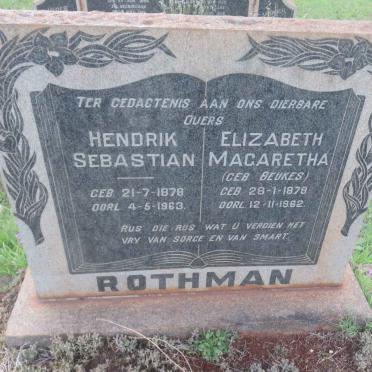 TER GEDACTENIS AAN ONS DIERBARE
OUERS
HENDRIK
SEBASTIAN
GEB. 21-7-1878
OORL. 4-5-1963.
ELIZABETH
MAGARETHA
(GEB BEUKES)
GEB. 28-1-1879
OORL. 12-11-1962.
RUS DIE RUS WAT U VERDIEN HET
VRY VAN SORGE EN VAN SMART.
ROTHMAN